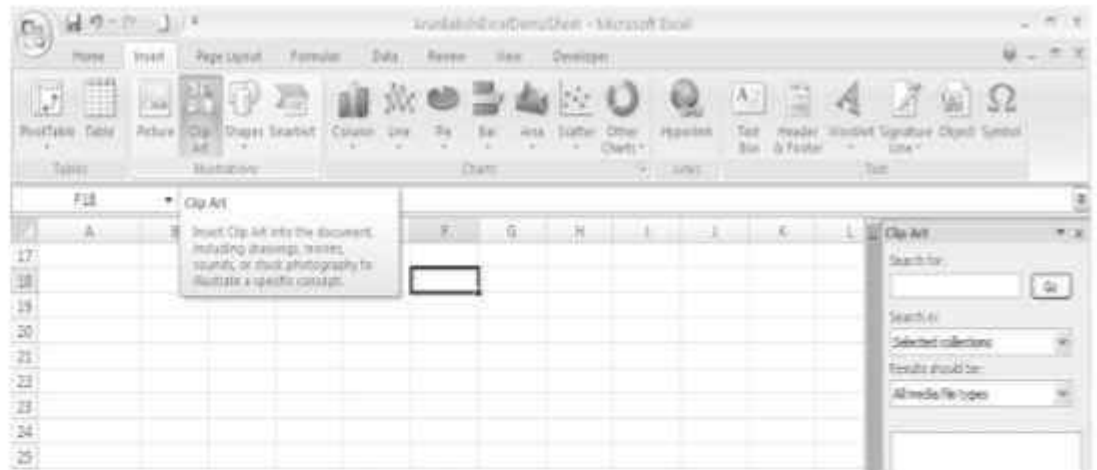 Microsoft Excel
Home Insert Page Layout Formulas Data Review View Developer
PivotTable Table Picture Clip Art Shapes SmartArt Column Line Pie Bar Area Scatter Other Charts Hyperlink Text Box Header & Footer WordArt Signature Line Object Symbol
Tables Illustrations Charts Links Text
F18
Clip Art
Insert Clip Art into the document,
including drawings, movies,
sounds, or stock photography to
illustrate a specific concept.
A B F G H I J K L
17
18
19
20
21
22
23
24
25
Clip Art
Search for:
Go
Search in:
Selected collections
Results should be:
All media file types